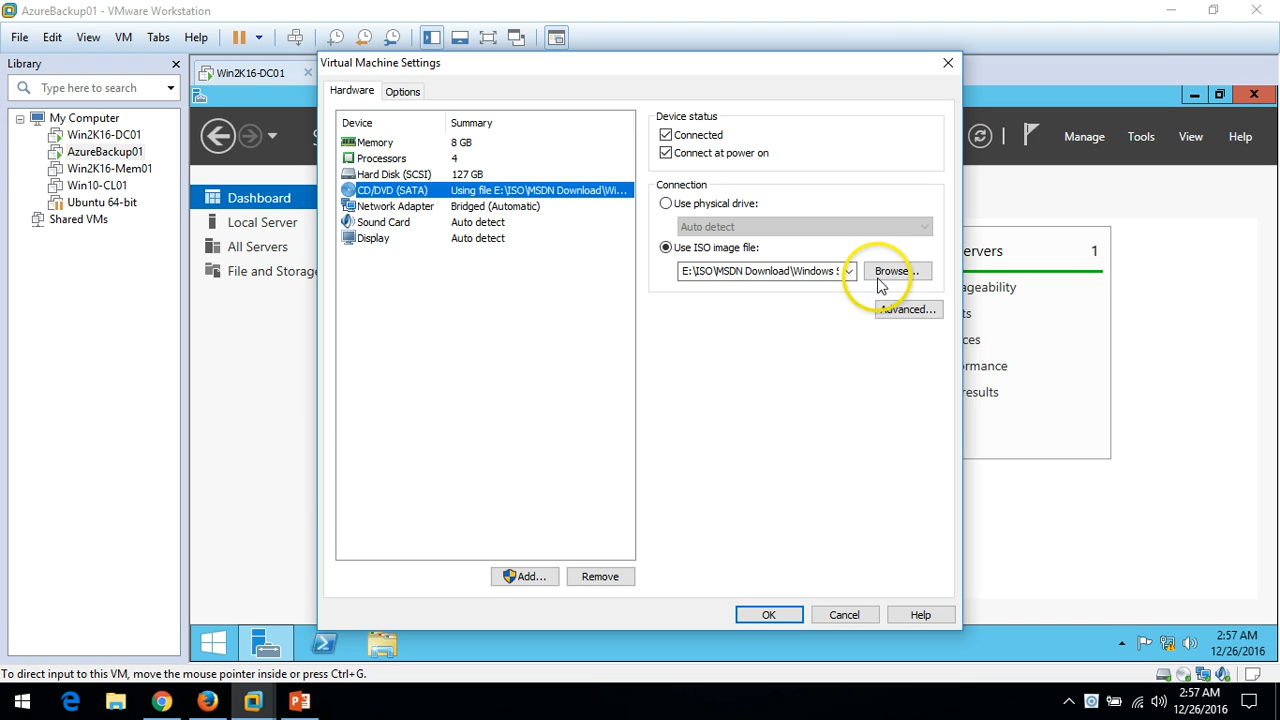 AzureBackup01 - VMware Workstation
File Edit View VM Tabs Help
Library
Type here to search
My Computer
Win2K16-DC01
AzureBackup01
Win2K16-Mem01
Win10-CL01
Ubuntu 64-bit
Shared VMs
Win2K16-DC01
Manage Tools View Help
Dashboard
Local Server
All Servers
File and Storag
ervers 1
ageability
ts
ces
ormance
results
Virtual Machine Settings
Hardware Options
Device Summary
Memory 8 GB
Processors 4
Hard Disk (SCSI) 127 GB
CD/DVD (SATA) Using file E:\ISO\MSDN Download\Wi...
Network Adapter Bridged (Automatic)
Sound Card Auto detect
Display Auto detect
Add... Remove
Device status
Connected
Connect at power on
Connection
Use physical drive:
Auto detect
Use ISO image file:
E:\ISO\MSDN Download\Windows S Browse...
Advanced...
OK Cancel Help
2:57 AM
12/26/2016
To direct input to this VM, move the mouse pointer inside or press Ctrl+G.
2:57 AM
12/26/2016